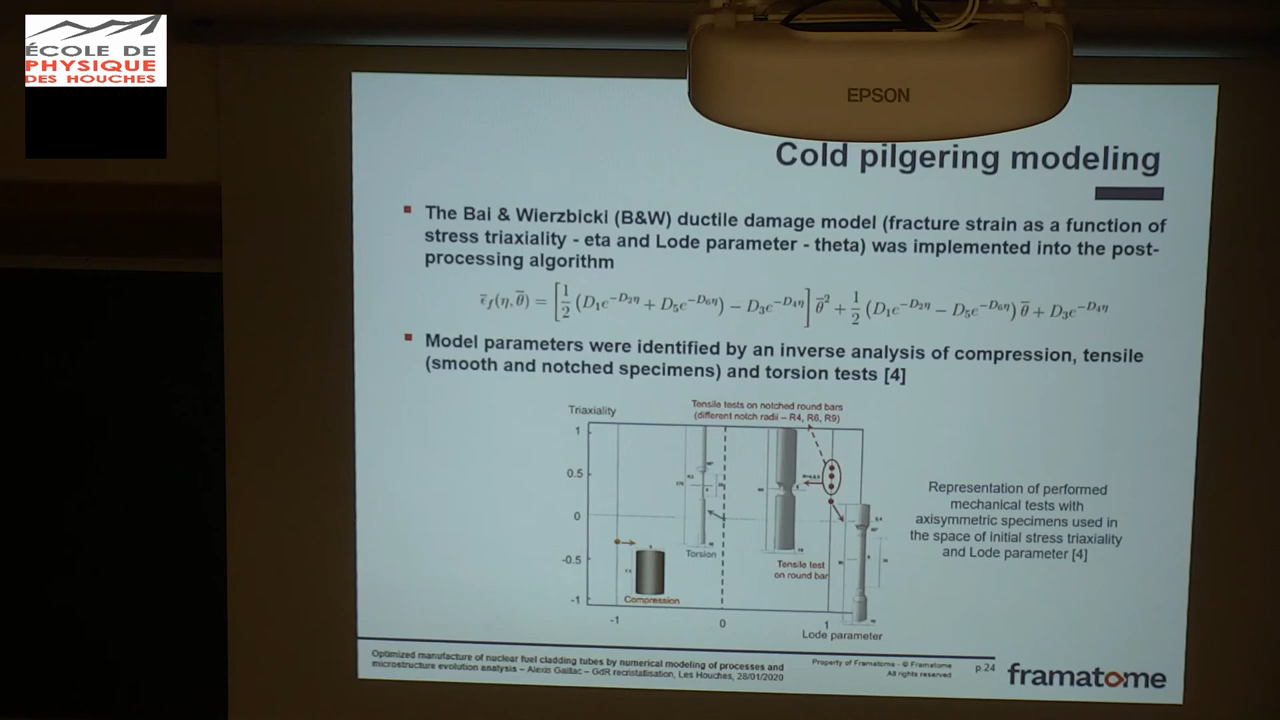 ÉCOLE DE
PHYSIQUE
DES HOUCHES
EPSON
Cold pilgering modeling
The Bai & Wierzbicki (B&W) ductile damage model (fracture strain as a function of
stress triaxiality - eta and Lode parameter - theta) was implemented into the post-
processing algorithm
ε̄_f(η, θ̄) = [1/2 (D₁e^{-D₂η} + D₅e^{-D₆η}) − D₃e^{-D₄η}] θ̄² + 1/2 (D₁e^{-D₂η} − D₅e^{-D₆η}) θ̄ + D₃e^{-D₄η}
Model parameters were identified by an inverse analysis of compression, tensile
(smooth and notched specimens) and torsion tests [4]
Tensile tests on notched round bars
(different notch radii – R4, R6, R9)
Triaxiality
1
0.5
0
-0.5
-1
Torsion
Compression
Tensile test
on round bar
-1
0
1
Lode parameter
Representation of performed
mechanical tests with
axisymmetric specimens used in
the space of initial stress triaxiality
and Lode parameter [4]
Optimized manufacture of nuclear fuel cladding tubes by numerical modeling of processes and
microstructure evolution analysis – Alexis Gaillac – GdR recristallisation, Les Houches, 28/01/2020
Property of Framatome - © Framatome
All rights reserved
p.24
framatome